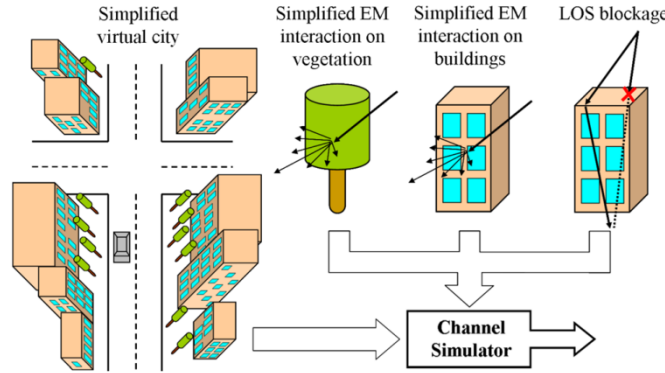 Simplified
virtual city
Simplified EM
interaction on
vegetation
Simplified EM
interaction on
buildings
LOS blockage
Channel
Simulator